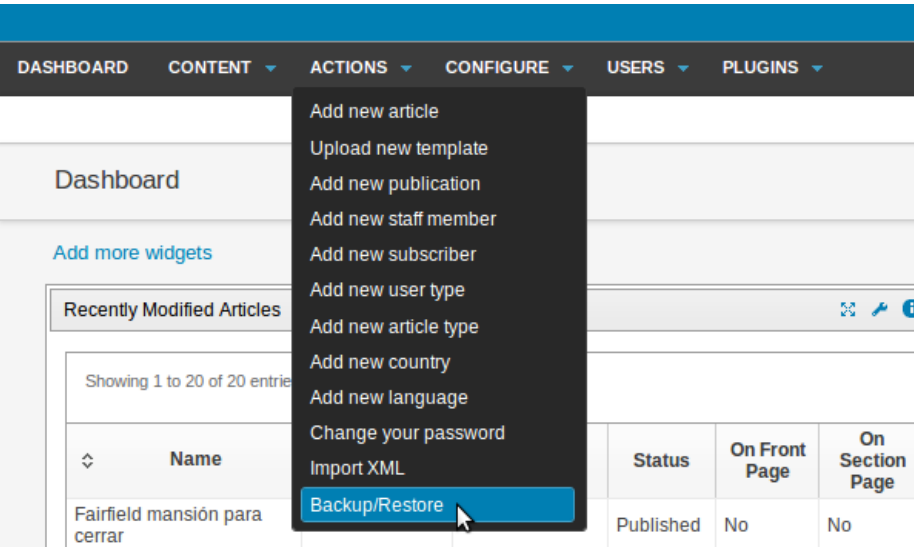 DASHBOARD CONTENT ACTIONS CONFIGURE USERS PLUGINS
Add new article
Upload new template
Add new publication
Add new staff member
Add new subscriber
Add new user type
Add new article type
Add new country
Add new language
Change your password
Import XML
Backup/Restore
Dashboard
Add more widgets
Recently Modified Articles
Showing 1 to 20 of 20 entrie
Name
Status
On Front
Page
On
Section
Page
Fairfield mansión para
cerrar
Published
No
No